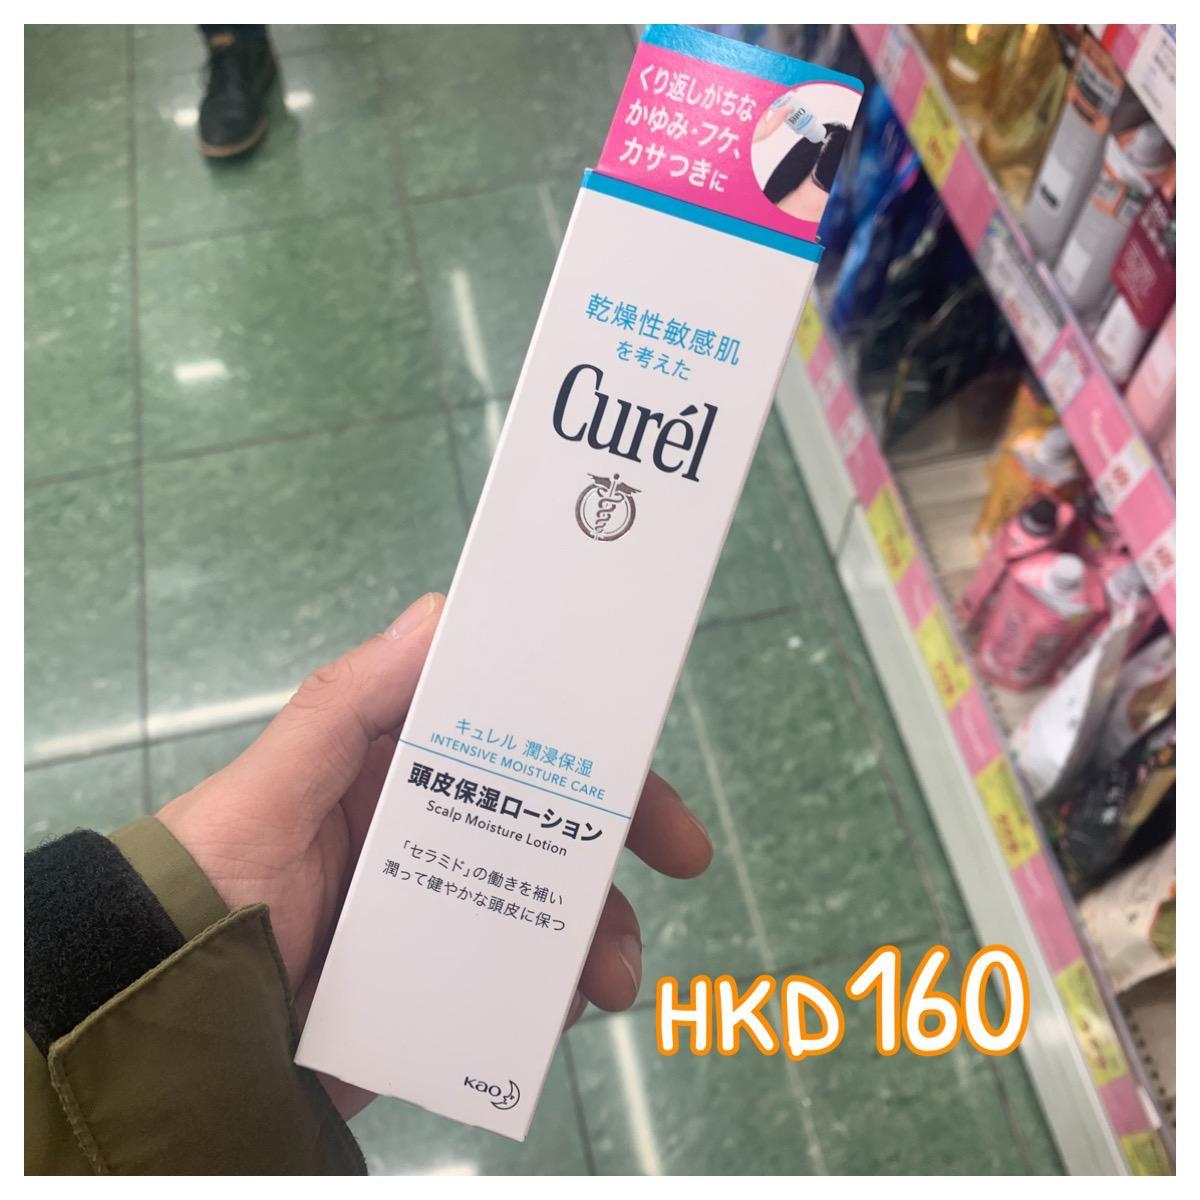 くり返しがちな
かゆみ・フケ、
カサつきに
乾燥性敏感肌
を考えた
Curél
キュレル 潤浸保湿
INTENSIVE MOISTURE CARE
頭皮保湿ローション
Scalp Moisture Lotion
「セラミド」の働きを補い
潤って健やかな頭皮に保つ
Kao
HKD160